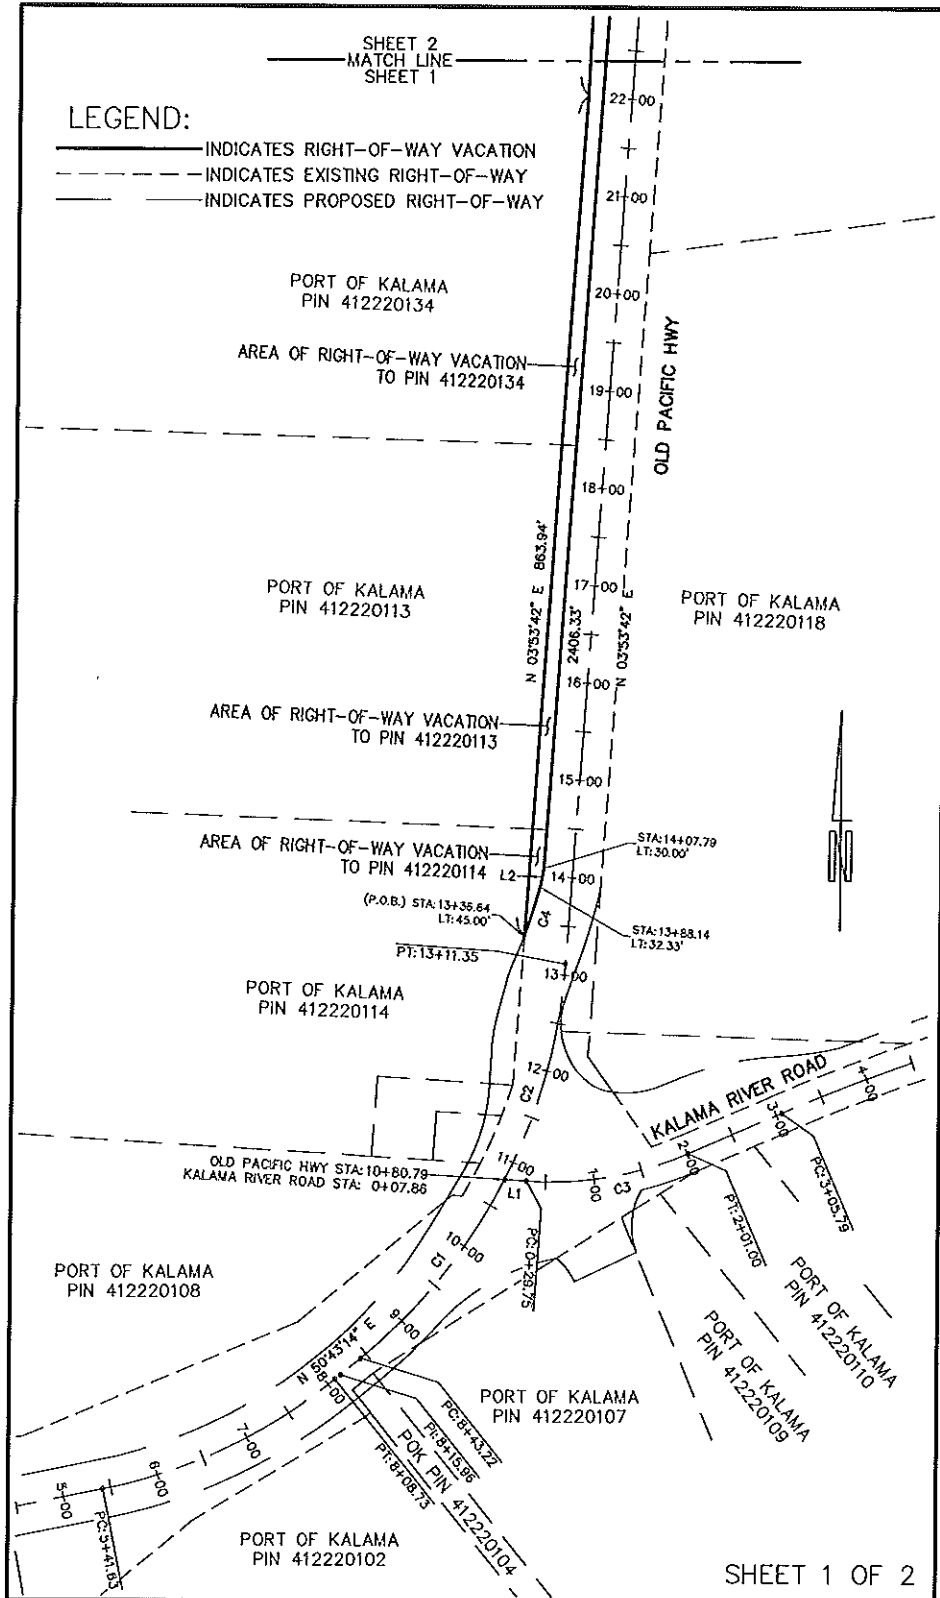 SHEET 2
MATCH LINE
SHEET 1
22+00
LEGEND:
INDICATES RIGHT-OF-WAY VACATION
INDICATES EXISTING RIGHT-OF-WAY
INDICATES PROPOSED RIGHT-OF-WAY
21+00
PORT OF KALAMA
PIN 412220134
20+00
AREA OF RIGHT-OF-WAY VACATION
TO PIN 412220134
OLD PACIFIC HWY
19+00
18+00
N 03°53'42" E 863.94'
2406.33'
N 03°53'42" E
17+00
PORT OF KALAMA
PIN 412220113
PORT OF KALAMA
PIN 412220118
16+00
AREA OF RIGHT-OF-WAY VACATION
TO PIN 412220113
15+00
AREA OF RIGHT-OF-WAY VACATION
TO PIN 412220114
STA:14+07.79
LT:30.00'
L2
14+00
(P.O.B.) STA:13+35.64
LT:45.00'
C4
STA:13+88.14
LT:32.33'
PT:13+11.35
13+00
N
PORT OF KALAMA
PIN 412220114
12+00
C2
KALAMA RIVER ROAD
4+00
3+00
2+00
1+00
C3
11+00
OLD PACIFIC HWY STA:10+80.79
KALAMA RIVER ROAD STA: 0+07.86
L1
PC:3+05.79
PT:2+01.00
PC:0+29.75
10+00
C1
PORT OF KALAMA
PIN 412220108
9+00
N 50°43'14" E
8+00
PORT OF KALAMA
PIN 412220110
PORT OF KALAMA
PIN 412220109
PORT OF KALAMA
PIN 412220107
PC:8+43.22
PI:8+15.96
PT:8+08.73
POK PIN 412220104
7+00
6+00
5+00
PC:5+41.63
PORT OF KALAMA
PIN 412220102
SHEET 1 OF 2